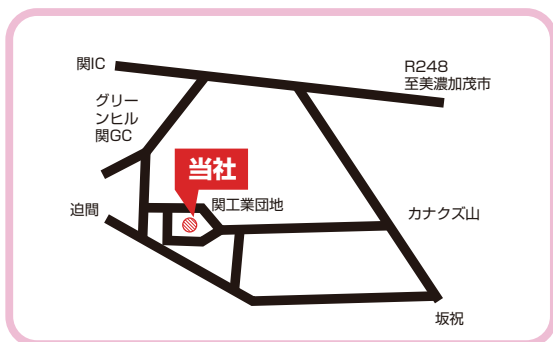 関IC
R248
至美濃加茂市
グリー
ンヒル
関GC
当社
関工業団地
迫間
カナクズ山
坂祝